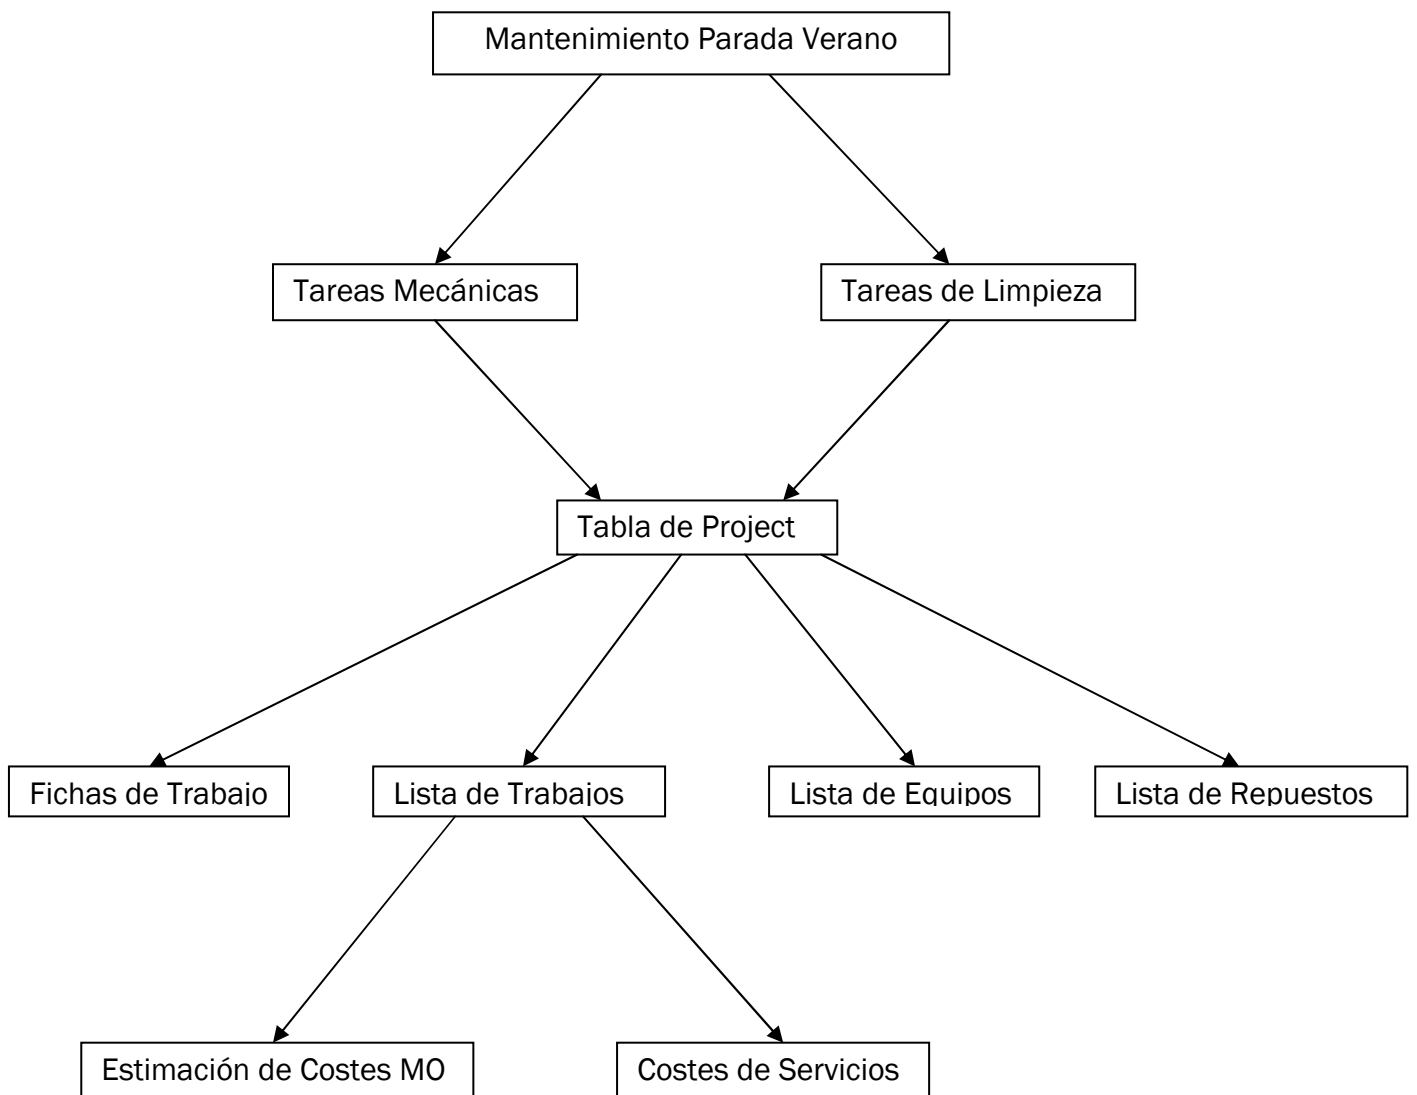 Mantenimiento Parada Verano
Tareas Mecánicas
Tareas de Limpieza
Tabla de Project
Fichas de Trabajo
Lista de Trabajos
Lista de Equipos
Lista de Repuestos
Estimación de Costes MO
Costes de Servicios